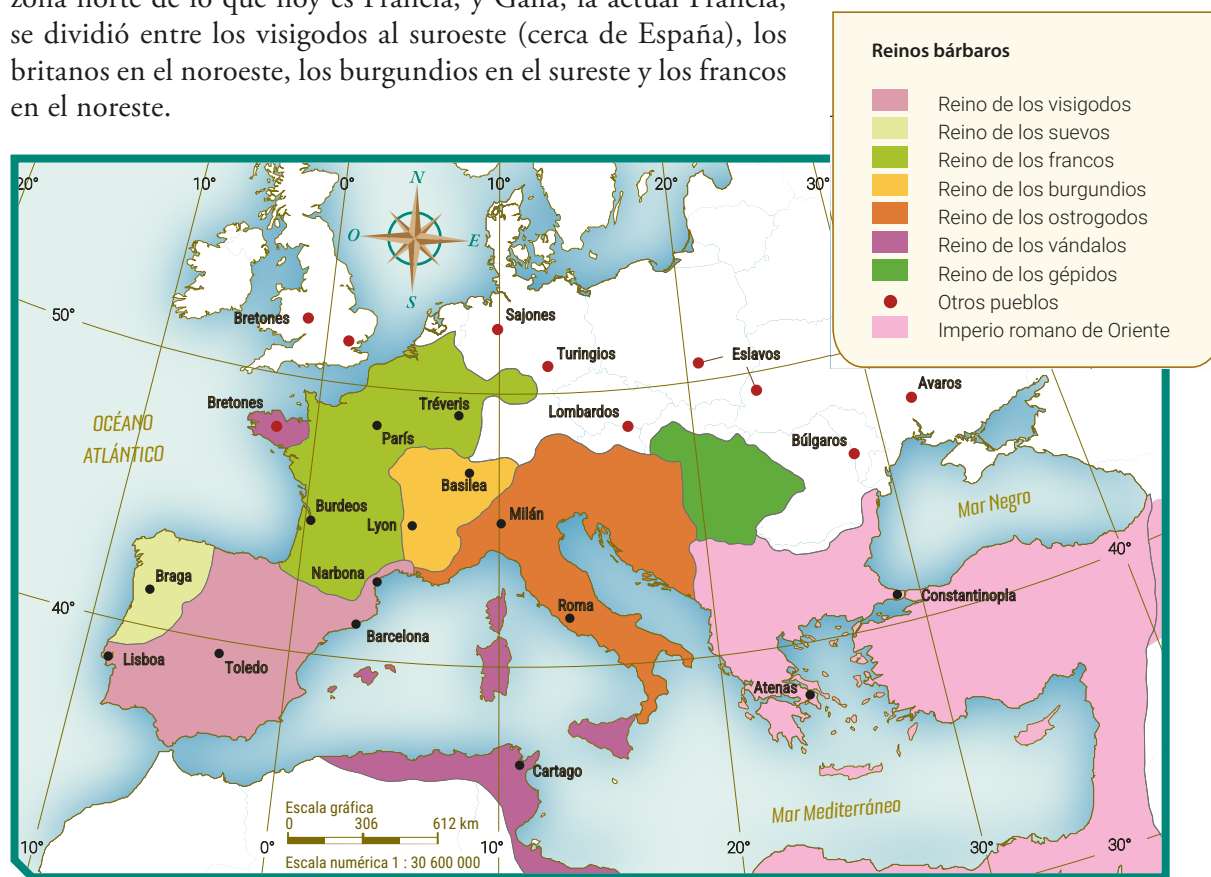 zona norte de lo que hoy es Francia; y Galia, la actual Francia,
se dividió entre los visigodos al suroeste (cerca de España), los
britanos en el noroeste, los burgundios en el sureste y los francos
en el noreste.
Reinos bárbaros
Reino de los visigodos
Reino de los suevos
Reino de los francos
Reino de los burgundios
Reino de los ostrogodos
Reino de los vándalos
Reino de los gépidos
Otros pueblos
Imperio romano de Oriente
20°
10°
0°
10°
20°
30°
N
O
E
S
50°
Bretones
Sajones
Turingios
Eslavos
Avaros
Bretones
Tréveris
Lombardos
OCÉANO
ATLÁNTICO
París
Búlgaros
Basilea
Mar Negro
Burdeos
Lyon
Milán
40°
Braga
Narbona
Constantinopla
40°
Roma
Barcelona
Lisboa
Toledo
Atenas
Cartago
Mar Mediterráneo
Escala gráfica
0 306 612 km
Escala numérica 1 : 30 600 000
10°
0°
10°
20°
30°
30°